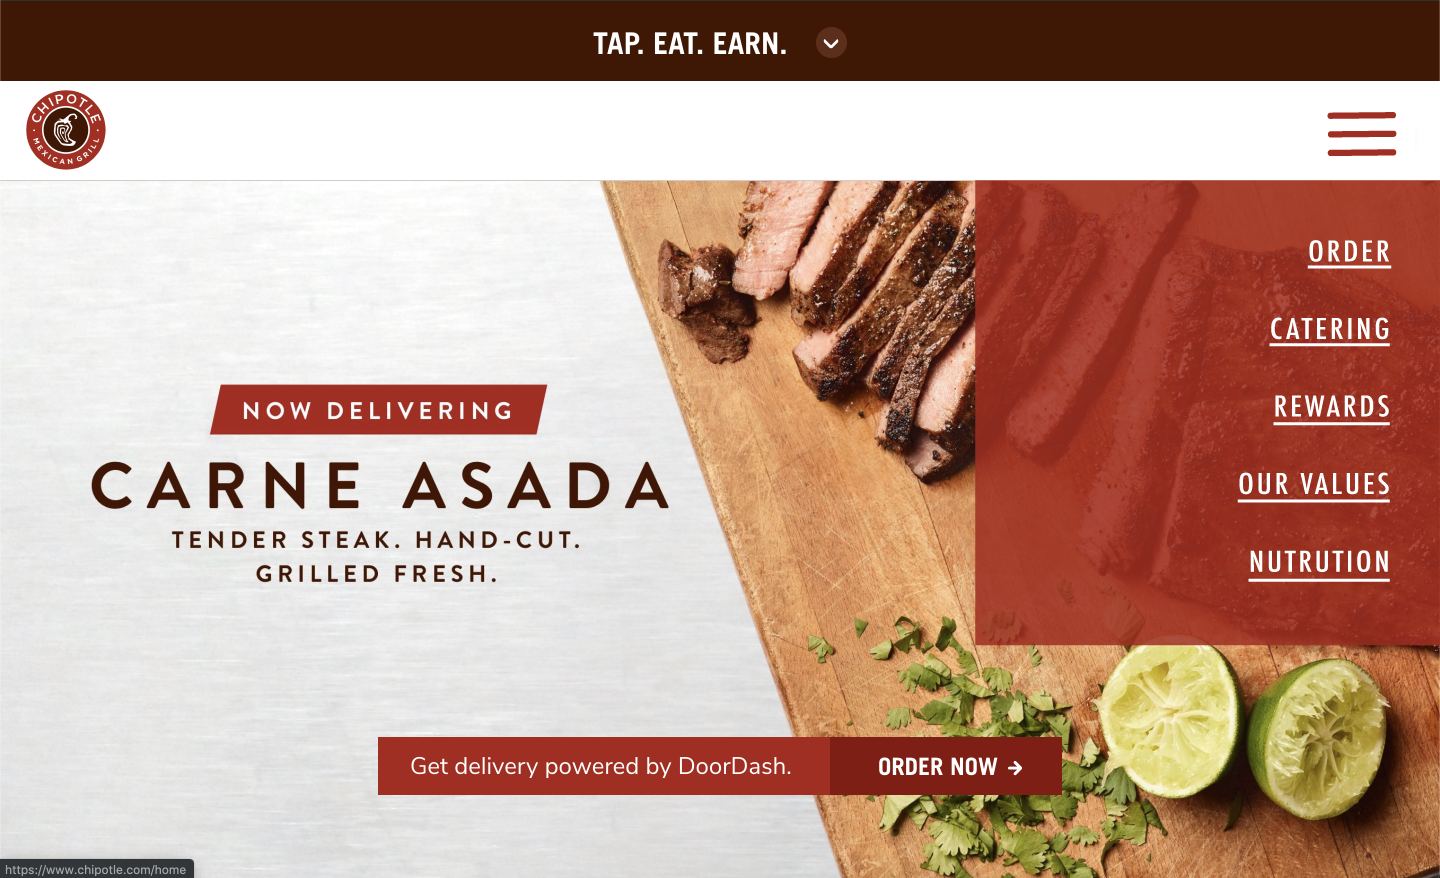 TAP. EAT. EARN.
CHIPOTLE
MEXICAN GRILL
ORDER
CATERING
REWARDS
OUR VALUES
NUTRUTION
NOW DELIVERING
CARNE ASADA
TENDER STEAK. HAND-CUT.
GRILLED FRESH.
Get delivery powered by DoorDash.
ORDER NOW →
https://www.chipotle.com/home